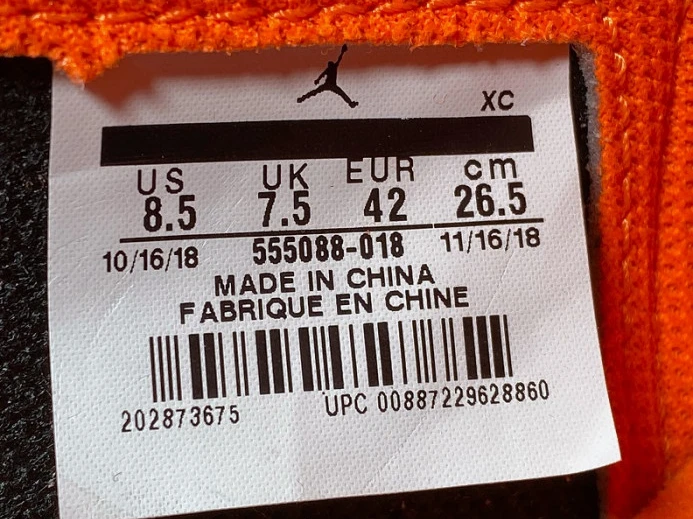 XC
US UK EUR cm
8.5 7.5 42 26.5
10/16/18 555088-018 11/16/18
MADE IN CHINA
FABRIQUE EN CHINE
202873675 UPC 00887229628860